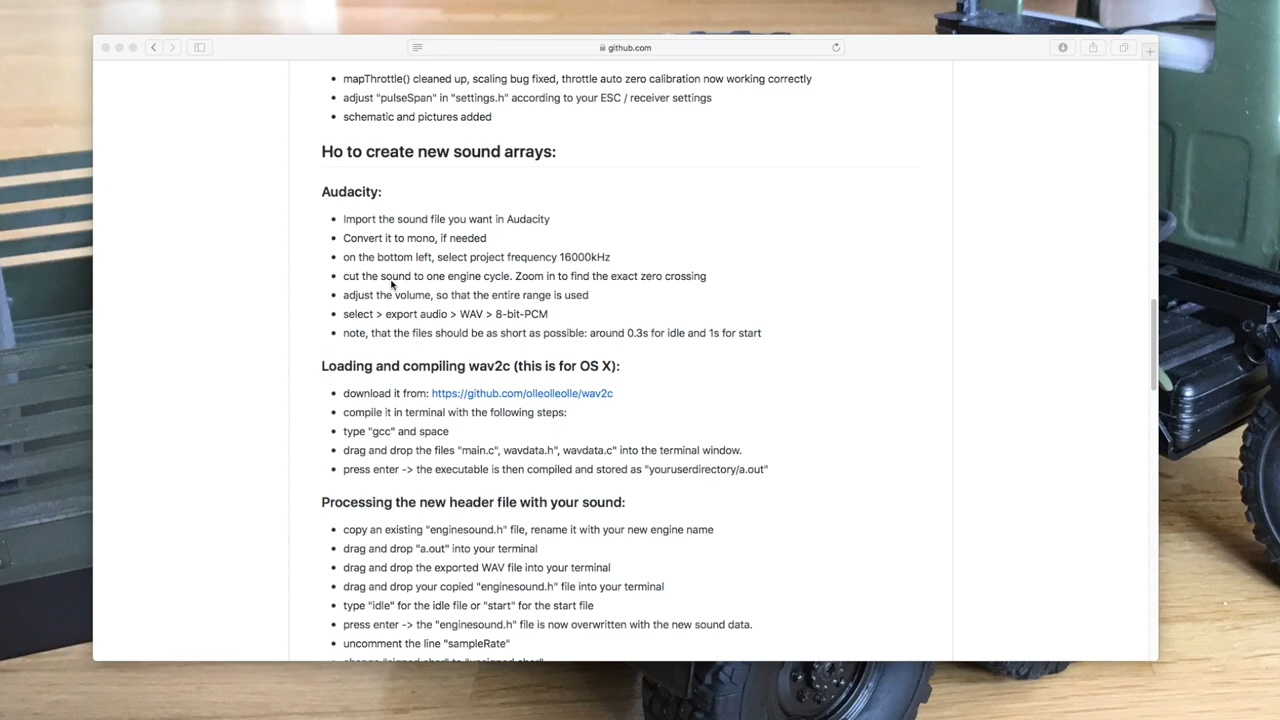 github.com
mapThrottle() cleaned up, scaling bug fixed, throttle auto zero calibration now working correctly
adjust "pulseSpan" in "settings.h" according to your ESC / receiver settings
schematic and pictures added
Ho to create new sound arrays:
Audacity:
Import the sound file you want in Audacity
Convert it to mono, if needed
on the bottom left, select project frequency 16000kHz
cut the sound to one engine cycle. Zoom in to find the exact zero crossing
adjust the volume, so that the entire range is used
select > export audio > WAV > 8-bit-PCM
note, that the files should be as short as possible: around 0.3s for idle and 1s for start
Loading and compiling wav2c (this is for OS X):
download it from: https://github.com/olleolleolle/wav2c
compile it in terminal with the following steps:
type "gcc" and space
drag and drop the files "main.c", wavdata.h", wavdata.c" into the terminal window.
press enter -> the executable is then compiled and stored as "youruserdirectory/a.out"
Processing the new header file with your sound:
copy an existing "enginesound.h" file, rename it with your new engine name
drag and drop "a.out" into your terminal
drag and drop the exported WAV file into your terminal
drag and drop your copied "enginesound.h" file into your terminal
type "idle" for the idle file or "start" for the start file
press enter -> the "enginesound.h" file is now overwritten with the new sound data.
uncomment the line "sampleRate"
change "signed char" to "unsigned char"